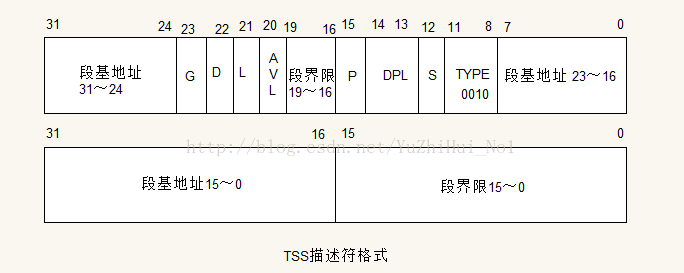 31 24 23 22 21 20 19 16 15 14 13 12 11 8 7 0
段基地址
31～24
G
D
L
A
V
L
段界限
19～16
P
DPL
S
TYPE
0010
段基地址 23～16
31 16 15 0
http://blog.csdn.net/YuZhiHui_No1
段基地址15～0
段界限15～0
TSS描述符格式